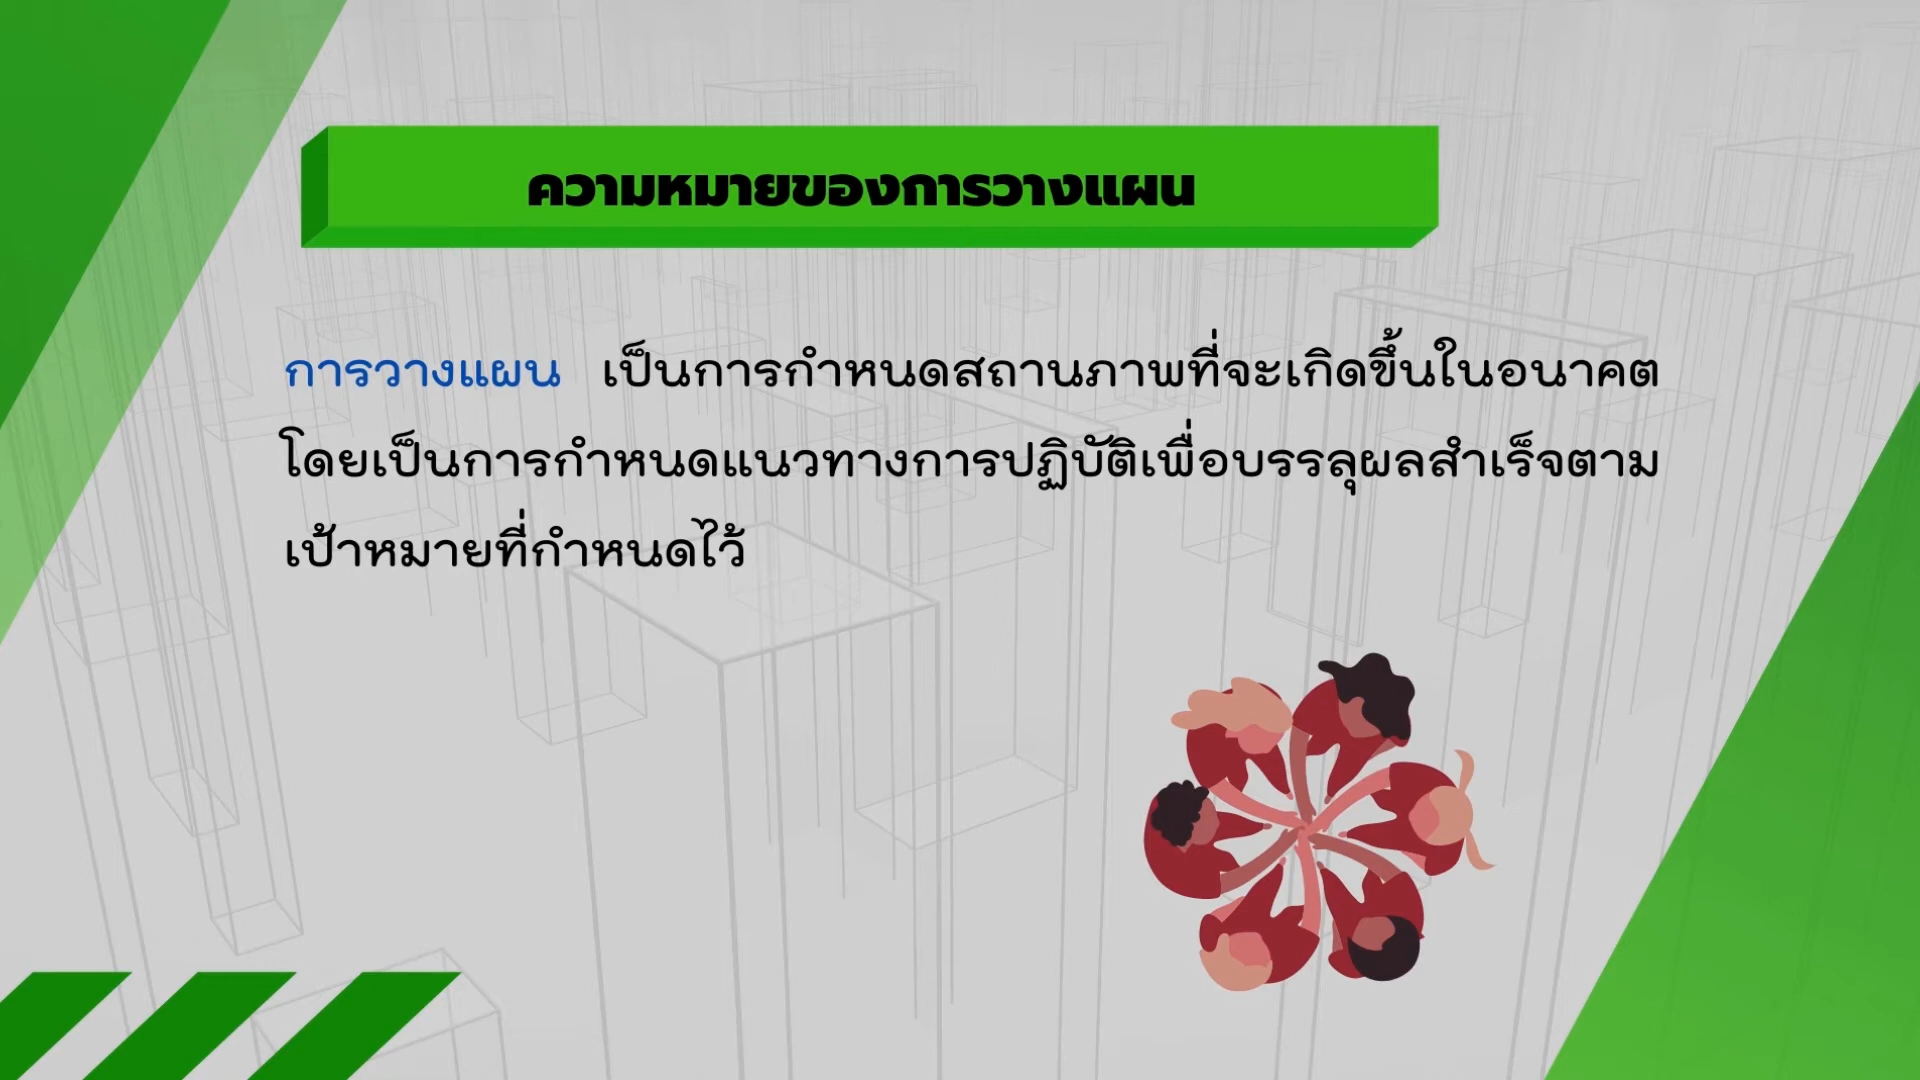 ความหมายของการวางแผน
การวางแผน เป็นการกำหนดสถานภาพที่จะเกิดขึ้นในอนาคต
โดยเป็นการกำหนดแนวทางการปฏิบัติเพื่อบรรลุผลสำเร็จตาม
เป้าหมายที่กำหนดไว้